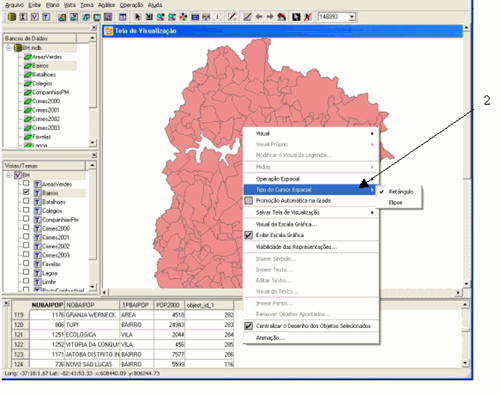 Arquivo Exibir Plano Vista Tema Análise Operação Ajuda
146893
Bancos de Dados
BH.mdb
AreasVerdes
Bairros
Batalhoes
Colegios
CompanhiasPM
Crimes2000
Crimes2001
Crimes2002
Crimes2003
Favelas
Lagoa
Vistas/Temas
BH
AreasVerdes
Bairros
Batalhoes
Colegios
CompanhiasPm
Crimes2000
Crimes2001
Crimes2002
Crimes2003
Favelas
Lagoa
Limite
Tela de Visualização
Visual
Visual Próprio
Modificar o Visual da Legenda...
Mídias
Operação Espacial
Tipo do Cursor Espacial
Promoção Automática na Grade
Salvar Tela de Visualização
Visual da Escala Gráfica...
Exibir Escala Gráfica
Visibilidade das Representações...
Inserir Símbolo...
Inserir Texto...
Editar Texto...
Visual do Texto...
Inserir Ponto...
Remover Objetos Apontados...
Centralizar o Desenho dos Objetos Selecionados
Animação...
Retângulo
Elipse
2
NUBAIPOP NOBAIPOP TPBAIPOP POP2000 object_id_1
119 1176 GRANJA WERNECK AREA 4518 282
120 806 TUPI BAIRRO 24943 283
121 1251 ECOLOGICA VILA 2044 284
122 1252 VITORIA DA CONQUI VILA 456 285
123 1171 JATOBA DISTRITO IN BAIRRO 7577 286
124 736 NOVO SAO LUCAS BAIRRO 5599 116
Long: -37:18:1.67 Lat: -82:43:53.33 x:608440.09 y:806244.73